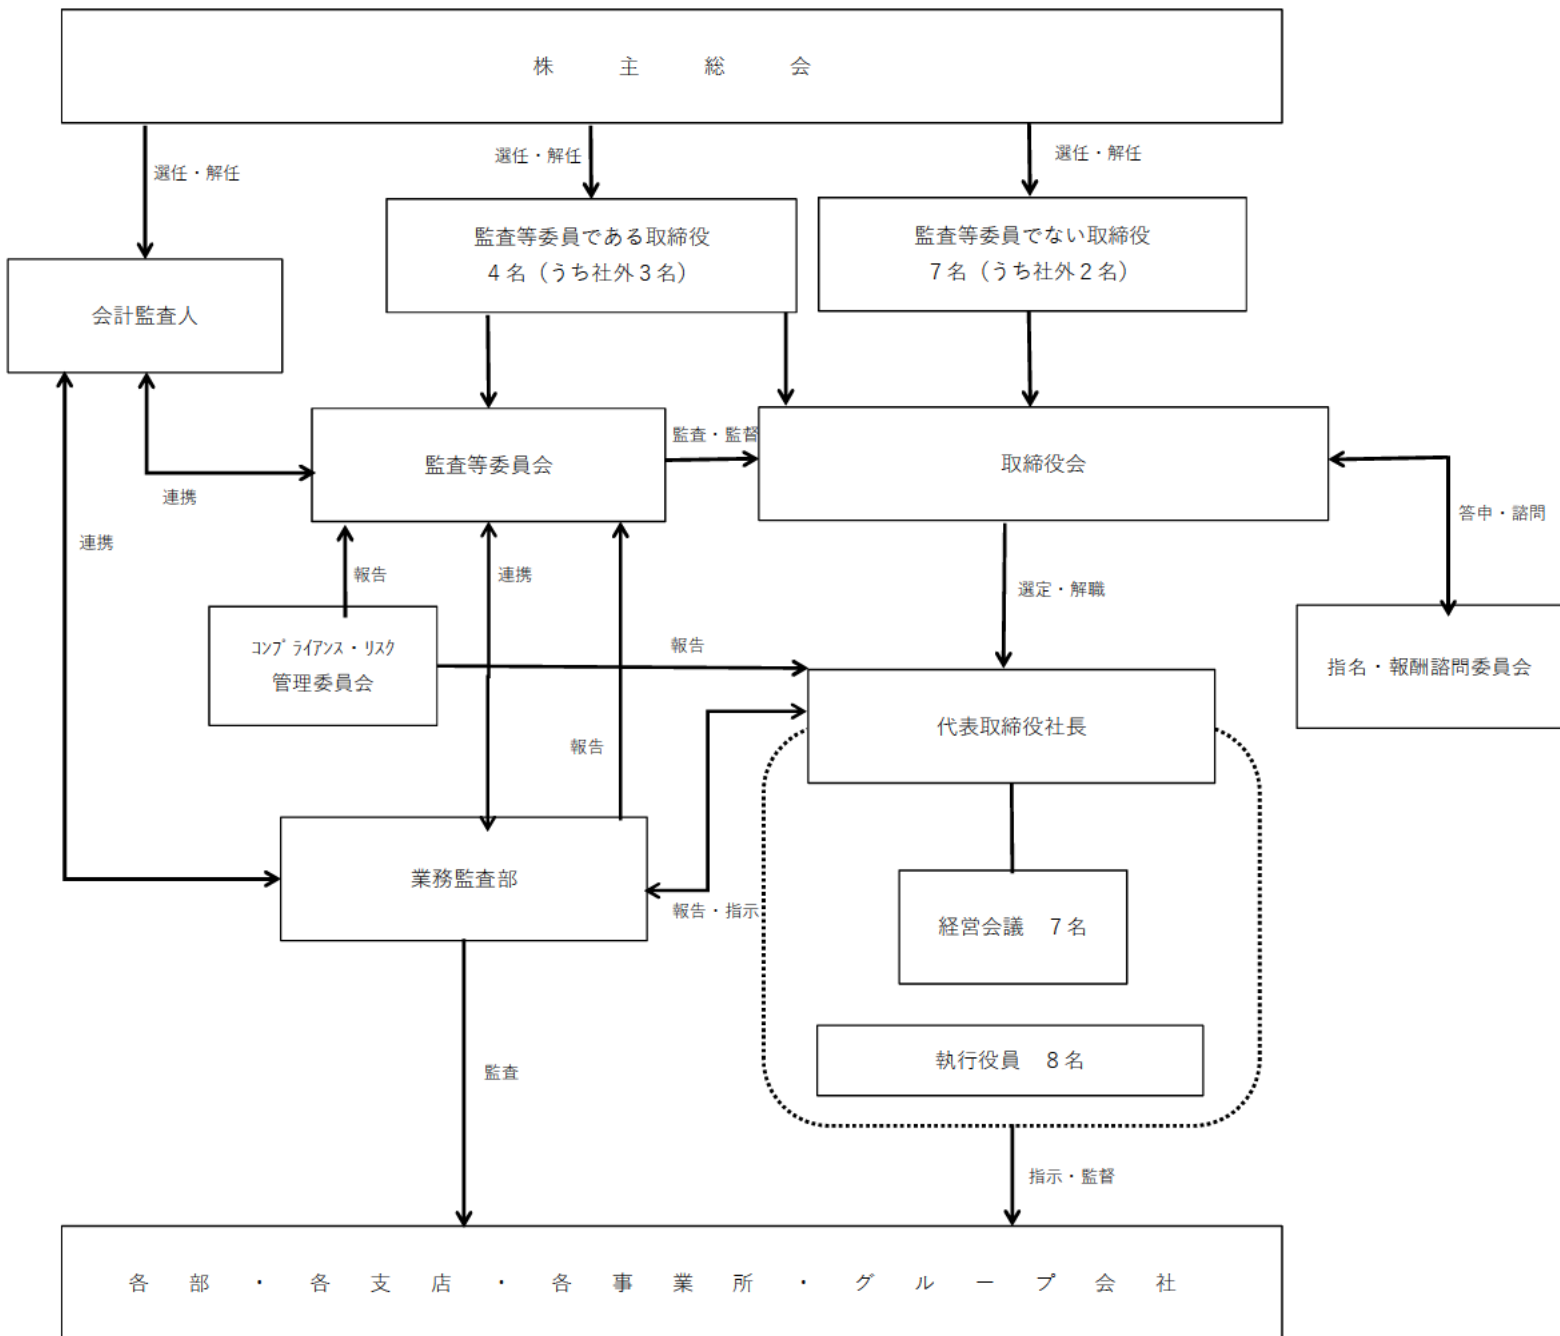 株主総会
選任・解任
選任・解任
選任・解任
監査等委員である取締役
4名（うち社外3名）
監査等委員でない取締役
7名（うち社外2名）
会計監査人
監査等委員会
監査・監督
取締役会
連携
連携
答申・諮問
報告
連携
選定・解職
コンプライアンス・リスク
管理委員会
報告
指名・報酬諮問委員会
代表取締役社長
報告
業務監査部
報告・指示
経営会議　7名
執行役員　8名
監査
指示・監督
各部・各支店・各事業所・グループ会社